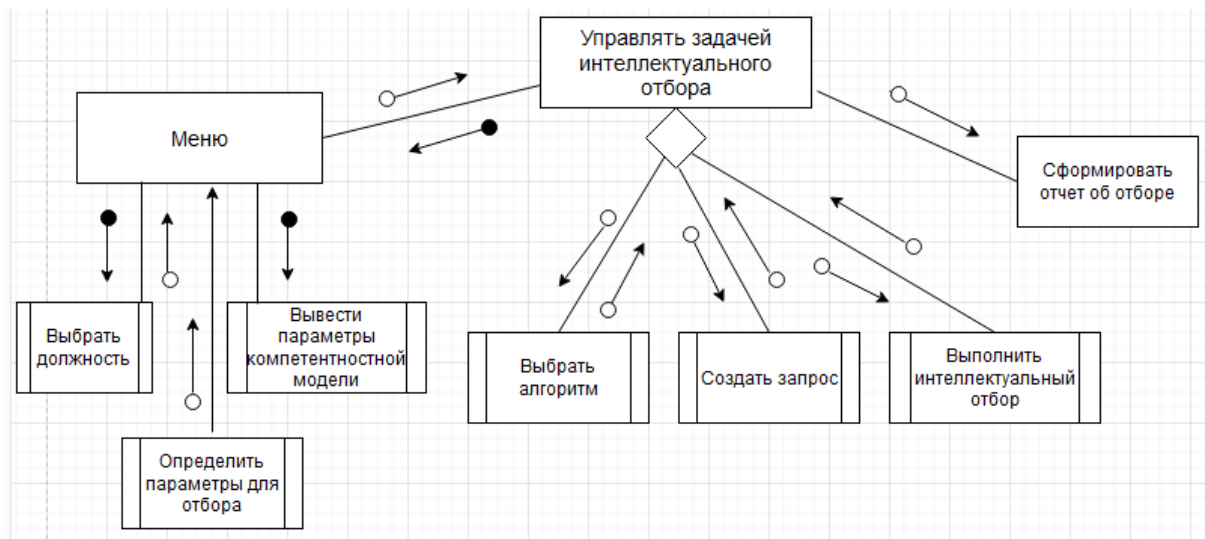 Управлять задачей
интеллектуального
отбора
Меню
Сформировать
отчет об отборе
Выбрать
должность
Вывести
параметры
компетентностной
модели
Выбрать
алгоритм
Создать запрос
Выполнить
интеллектуальный
отбор
Определить
параметры для
отбора